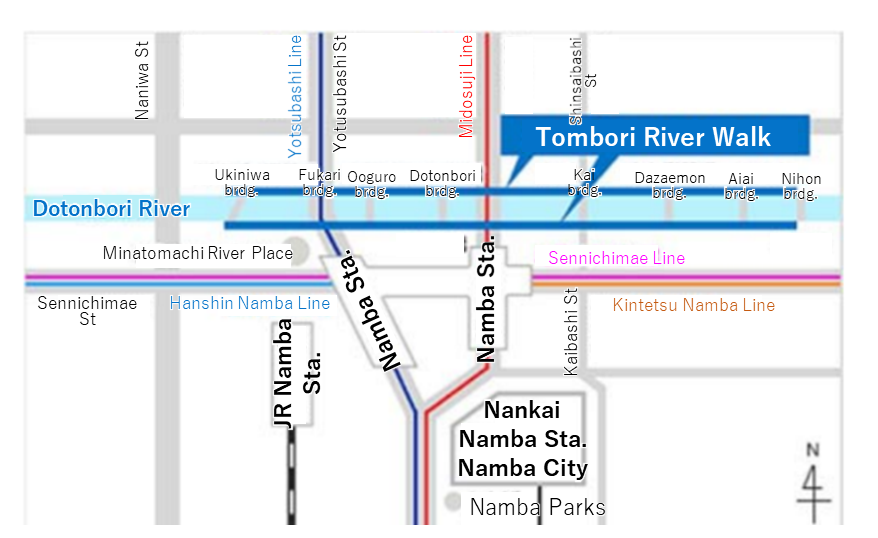 Naniwa St
Yotsubashi Line
Yotusubashi St
Midosuji Line
Shinsaibashi
St
Tombori River Walk
Ukiniwa
brdg.
Fukari
brdg.
Ooguro
brdg.
Dotonbori
brdg.
Kai
brdg.
Dazaemon
brdg.
Aiai
brdg.
Nihon
brdg.
Dotonbori River
Minatomachi River Place
Namba Sta.
Namba Sta.
Sennichimae Line
Sennichimae
St
Hanshin Namba Line
Kintetsu Namba Line
Kaibashi St
JR Namba
Sta.
Nankai
Namba Sta.
Namba City
Namba Parks
N